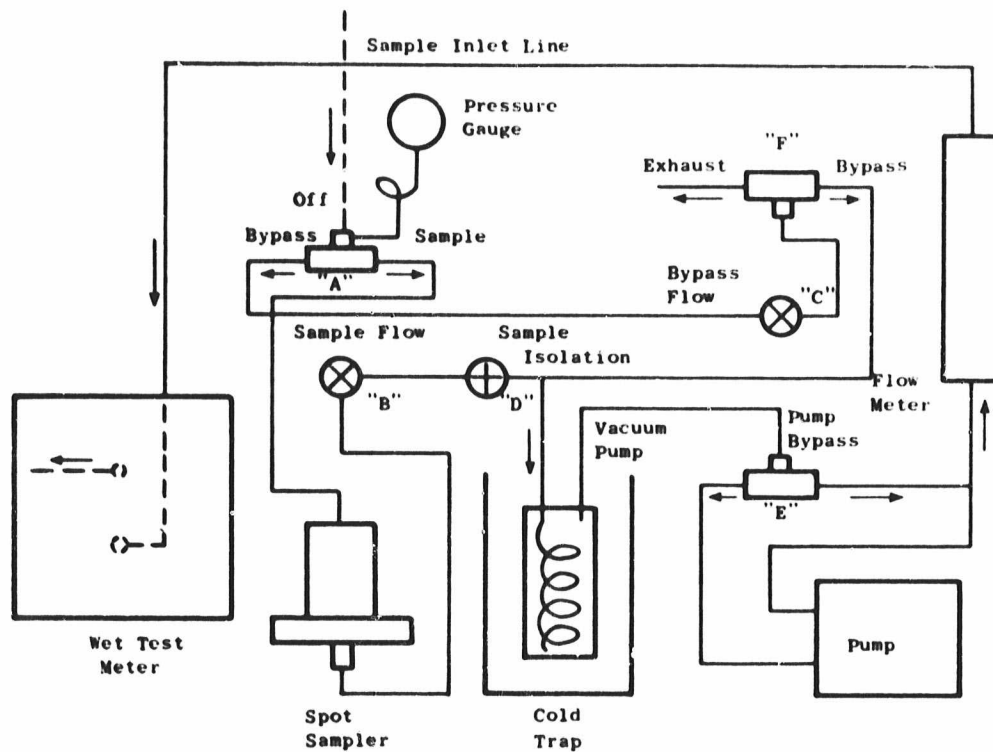 Sample Inlet Line
Pressure
Gauge
"F"
Exhaust
Bypass
Off
Bypass
Sample
"A"
Bypass
Flow
"C"
Sample Flow
Sample
Isolation
"B"
"D"
Flow
Meter
Vacuum
Pump
Pump
Bypass
"E"
Wet Test
Meter
Pump
Spot
Sampler
Cold
Trap